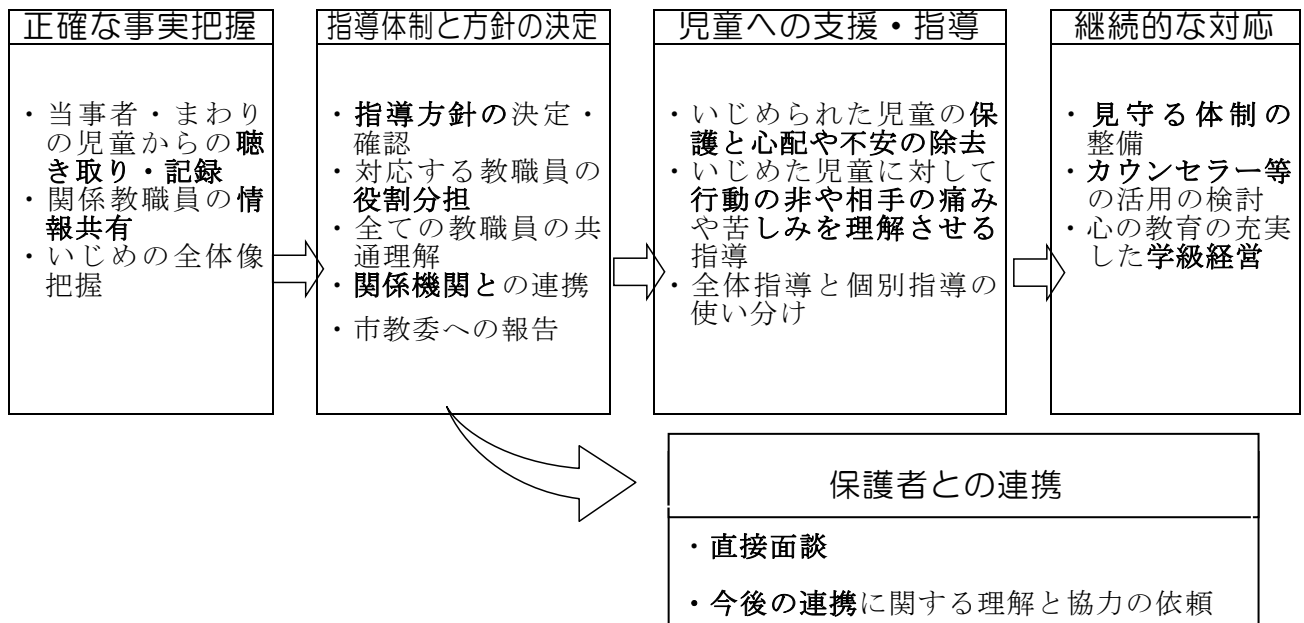 正確な事実把握
・当事者・まわり
の児童からの聴
き取り・記録
・関係教職員の情
報共有
・いじめの全体像
把握
指導体制と方針の決定
・指導方針の決定・
確認
・対応する教職員の
役割分担
・全ての教職員の共
通理解
・関係機関との連携
・市教委への報告
児童への支援・指導
・いじめられた児童の保
護と心配や不安の除去
・いじめた児童に対して
行動の非や相手の痛み
や苦しみを理解させる
指導
・全体指導と個別指導の
使い分け
継続的な対応
・見守る体制の
整備
・カウンセラー等
の活用の検討
・心の教育の充実
した学級経営
保護者との連携
・直接面談
・今後の連携に関する理解と協力の依頼